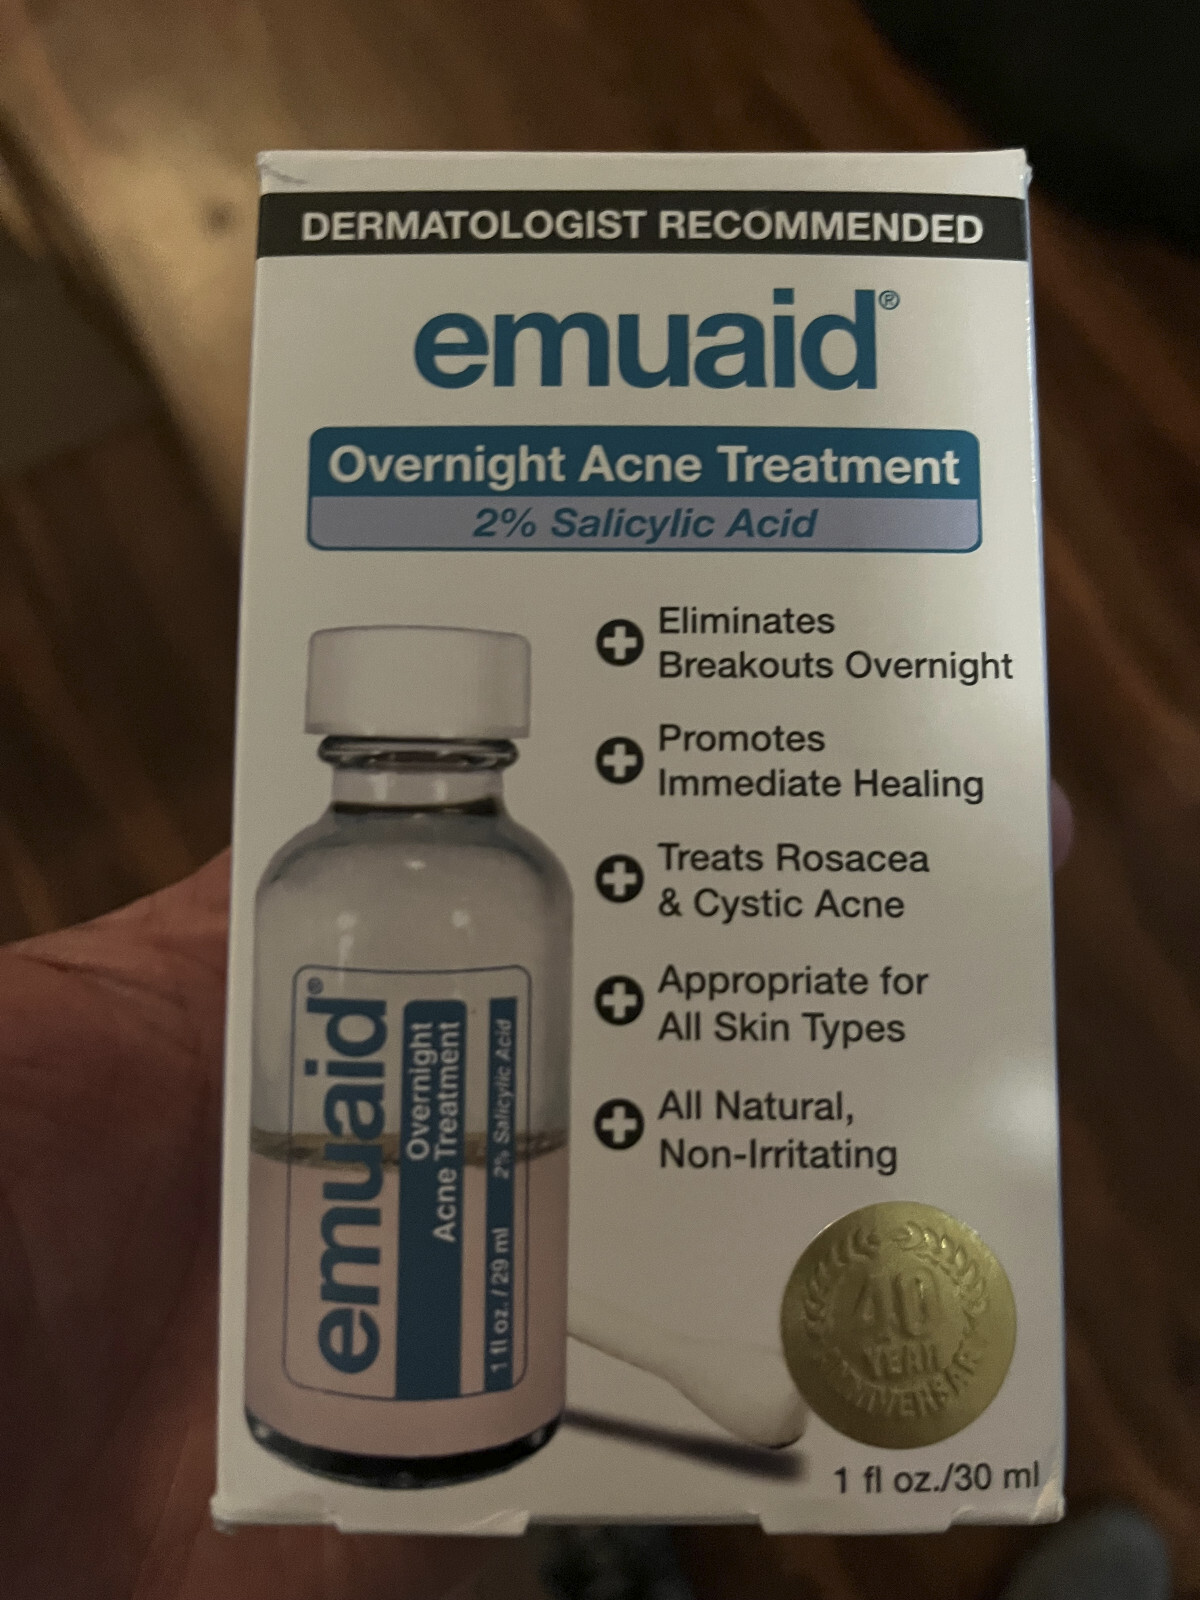 DERMATOLOGIST RECOMMENDED
emuaid®
Overnight Acne Treatment
2% Salicylic Acid
Eliminates
Breakouts Overnight
Promotes
Immediate Healing
Treats Rosacea
& Cystic Acne
Appropriate for
All Skin Types
All Natural,
Non-Irritating
emuaid®
Overnight
Acne Treatment
1 fl oz. / 29 ml 2% Salicylic Acid
40
YEAR
ANNIVERSARY
1 fl oz./30 ml